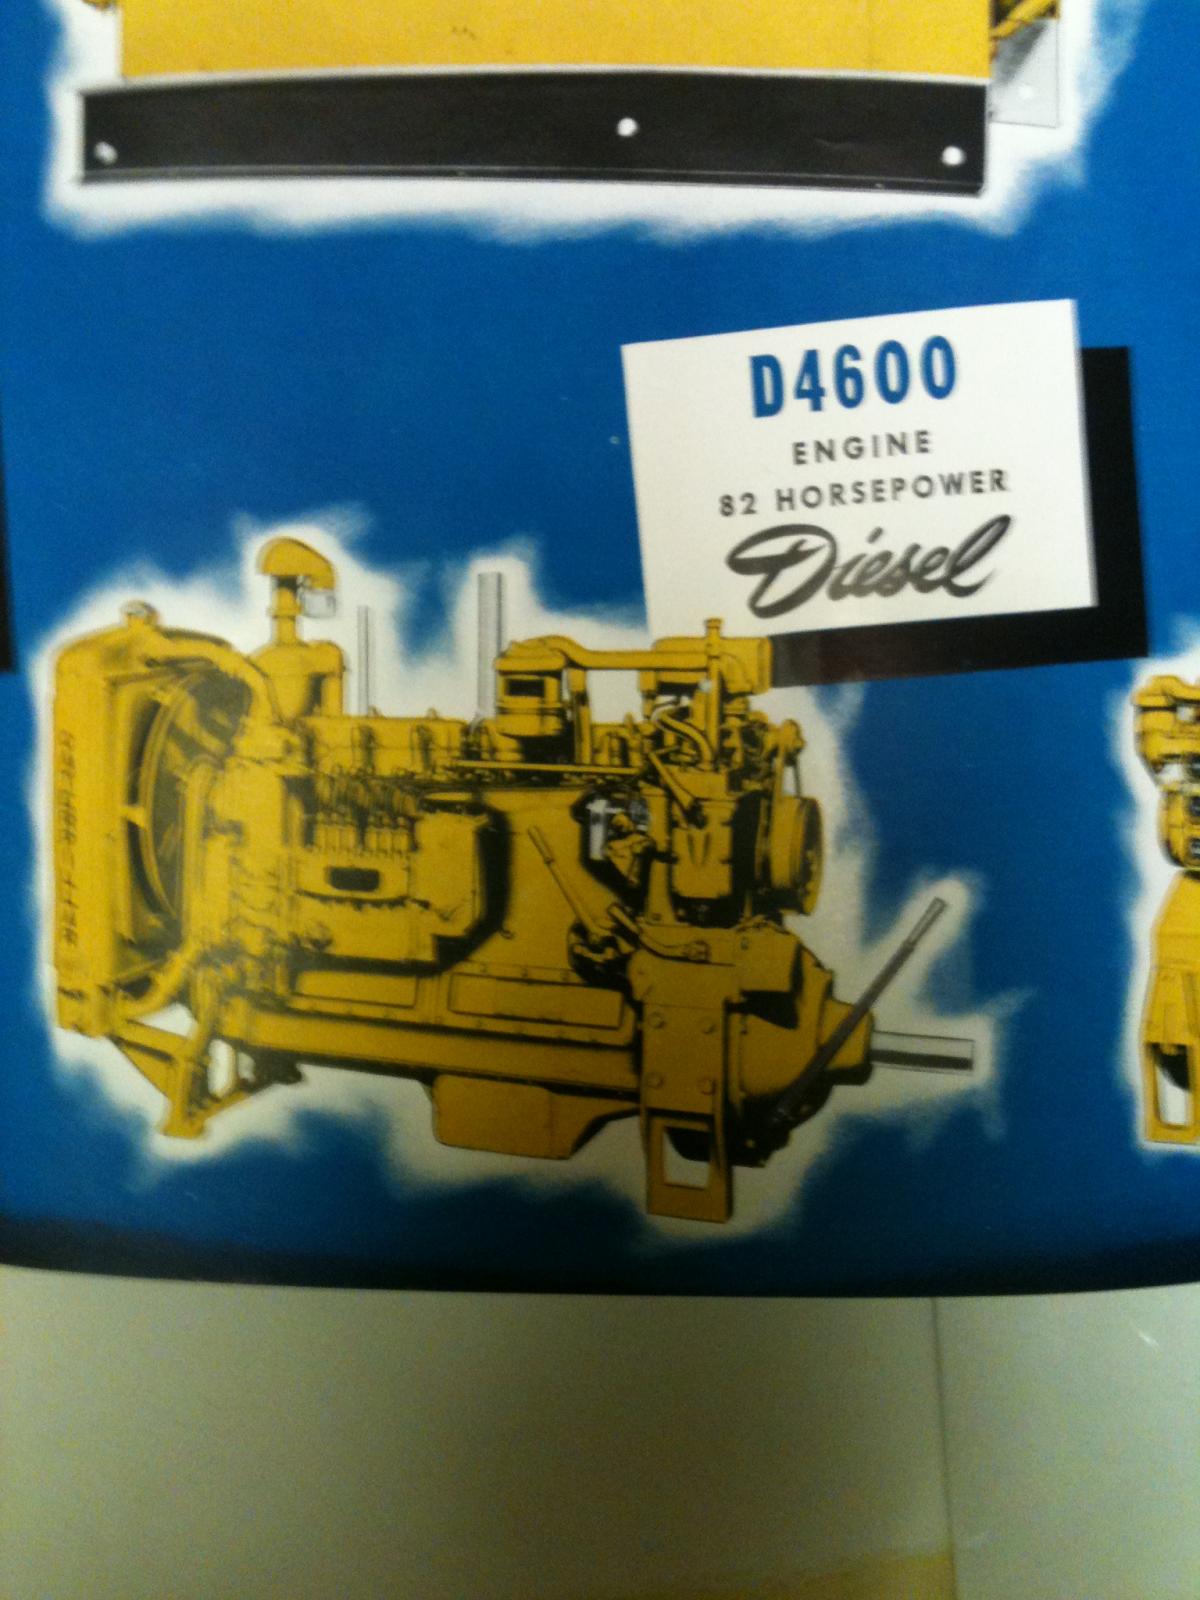 D4600
ENGINE
82 HORSEPOWER
Diesel